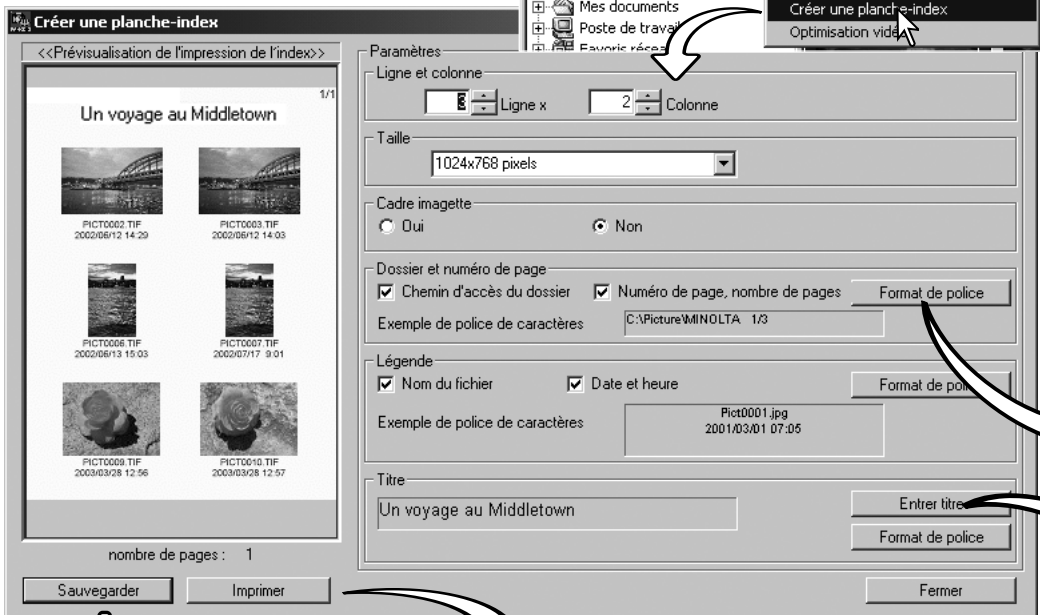 Mes documents
Poste de travail
Favoris résea
Créer une planche-index
Optimisation vidéo
Créer une planche-index
<<Prévisualisation de l'impression de l'index>>
1/1
Un voyage au Middletown
PICT0002.TIF
2002/06/12 14:29
PICT0003.TIF
2002/06/12 14:03
PICT0006.TIF
2002/06/13 15:03
PICT0007.TIF
2002/07/17 9:01
PICT0009.TIF
2003/03/28 12:56
PICT0010.TIF
2003/03/28 12:57
nombre de pages : 1
Sauvegarder
Imprimer
Paramètres
Ligne et colonne
3 Ligne x 2 Colonne
Taille
1024x768 pixels
Cadre imagette
Oui Non
Dossier et numéro de page
Chemin d'accès du dossier Numéro de page, nombre de pages Format de police
Exemple de police de caractères C:\Picture\MINOLTA 1/3
Légende
Nom du fichier Date et heure Format de police
Exemple de police de caractères
Pict0001.jpg
2001/03/01 07:05
Titre
Un voyage au Middletown
Entrer titre
Format de police
Fermer